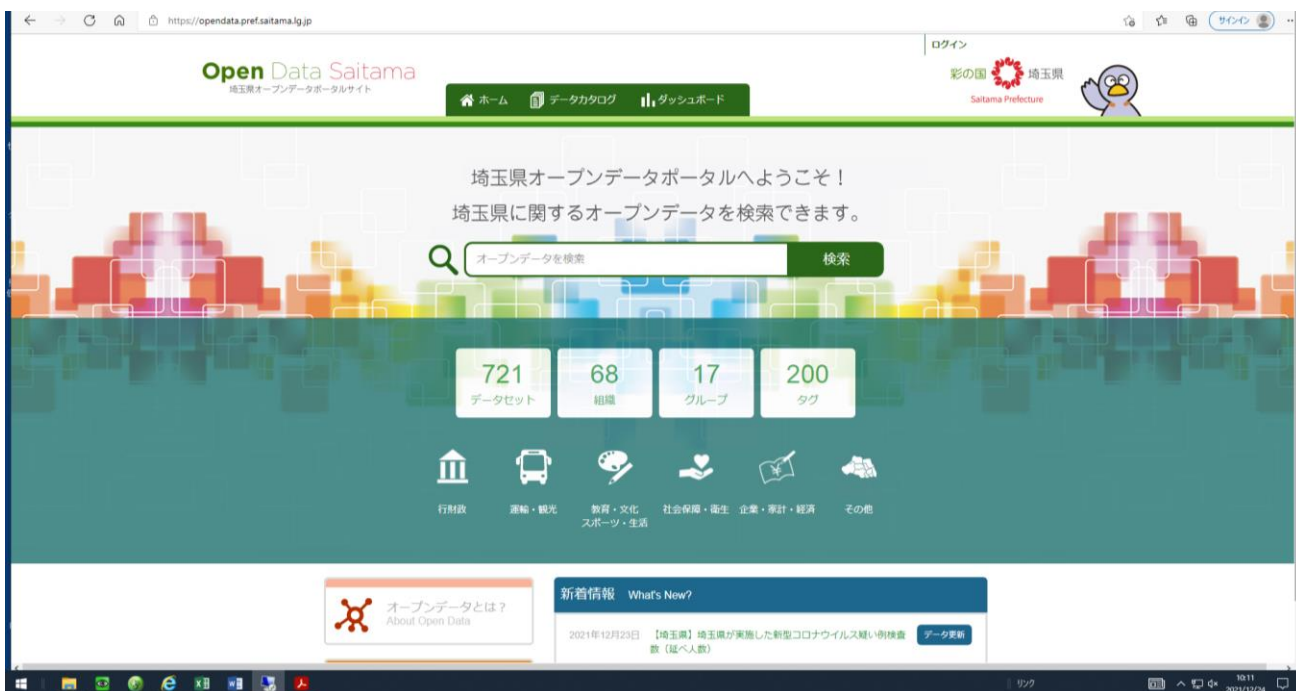 https://opendata.pref.saitama.lg.jp
サインイン
ログイン
Open Data Saitama
埼玉県オープンデータポータルサイト
ホーム
データカタログ
ダッシュボード
彩の国
埼玉県
Saitama Prefecture
埼玉県オープンデータポータルへようこそ！
埼玉県に関するオープンデータを検索できます。
オープンデータを検索
検索
721
データセット
68
組織
17
グループ
200
タグ
行財政
運輸・観光
教育・文化
スポーツ・生活
社会保障・衛生
企業・家計・経済
その他
オープンデータとは？
About Open Data
新着情報 What's New?
2021年12月23日
【埼玉県】埼玉県が実施した新型コロナウイルス疑い例検査
数（延べ人数）
データ更新
リンク
10:11
2021/12/24